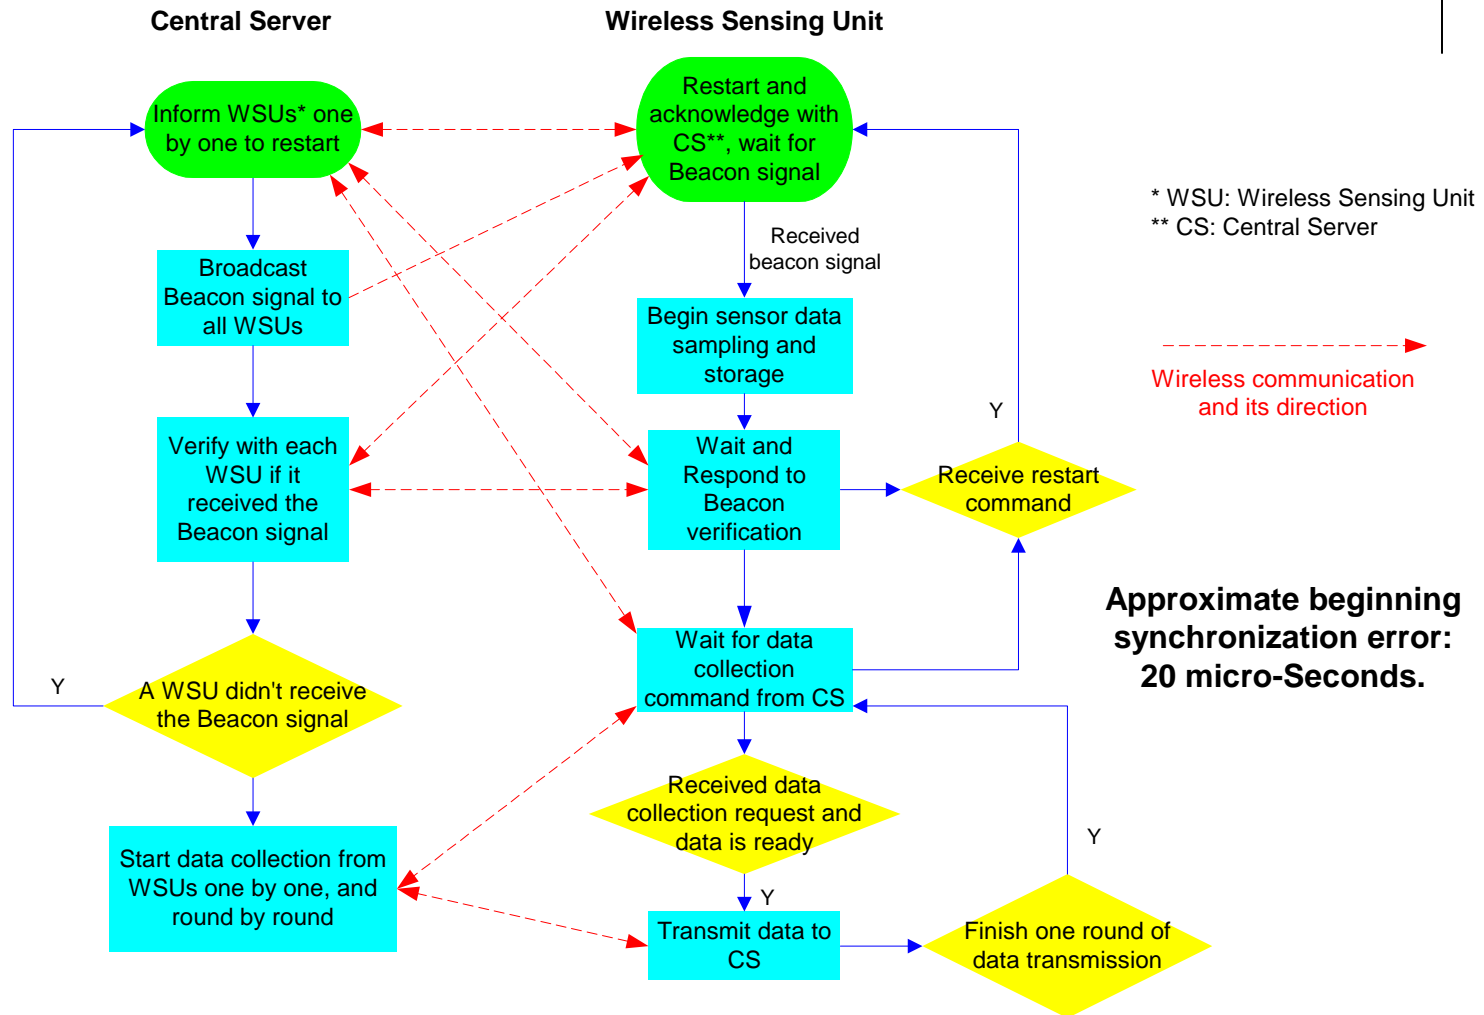 Central Server
Wireless Sensing Unit
Inform WSUs* one
by one to restart
Restart and
acknowledge with
CS**, wait for
Beacon signal
* WSU: Wireless Sensing Unit
** CS: Central Server
Received
beacon signal
Broadcast
Beacon signal to
all WSUs
Begin sensor data
sampling and
storage
Wireless communication
and its direction
Y
Verify with each
WSU if it
received the
Beacon signal
Wait and
Respond to
Beacon
verification
Receive restart
command
Approximate beginning
synchronization error:
20 micro-Seconds.
Wait for data
collection
command from CS
Y
A WSU didn't receive
the Beacon signal
Received data
collection request and
data is ready
Y
Start data collection from
WSUs one by one, and
round by round
Y
Transmit data to
CS
Finish one round of
data transmission